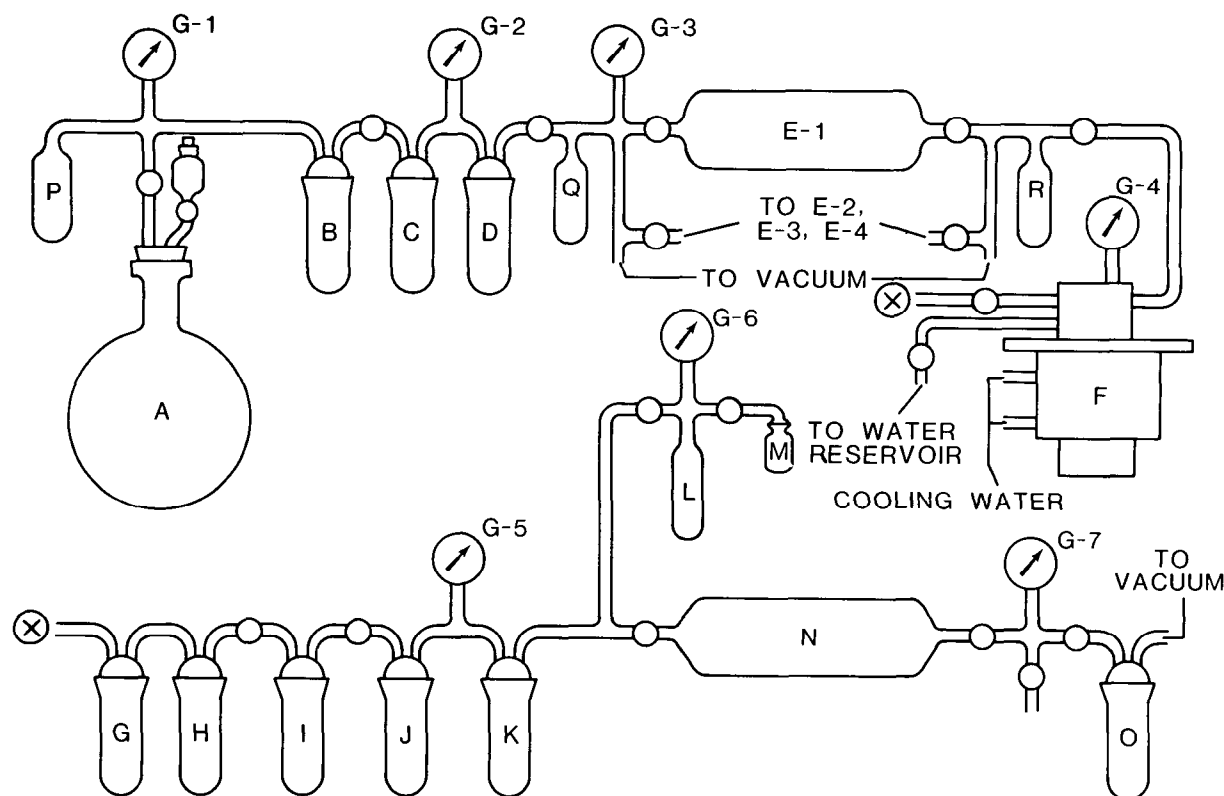 G-1
G-2
G-3
E-1
P
B
C
D
Q
R
G-4
TO E-2,
E-3, E-4
TO VACUUM
G-6
A
F
M
TO WATER
RESERVOIR
L
COOLING WATER
G-5
G-7
TO
VACUUM
N
G
H
I
J
K
O